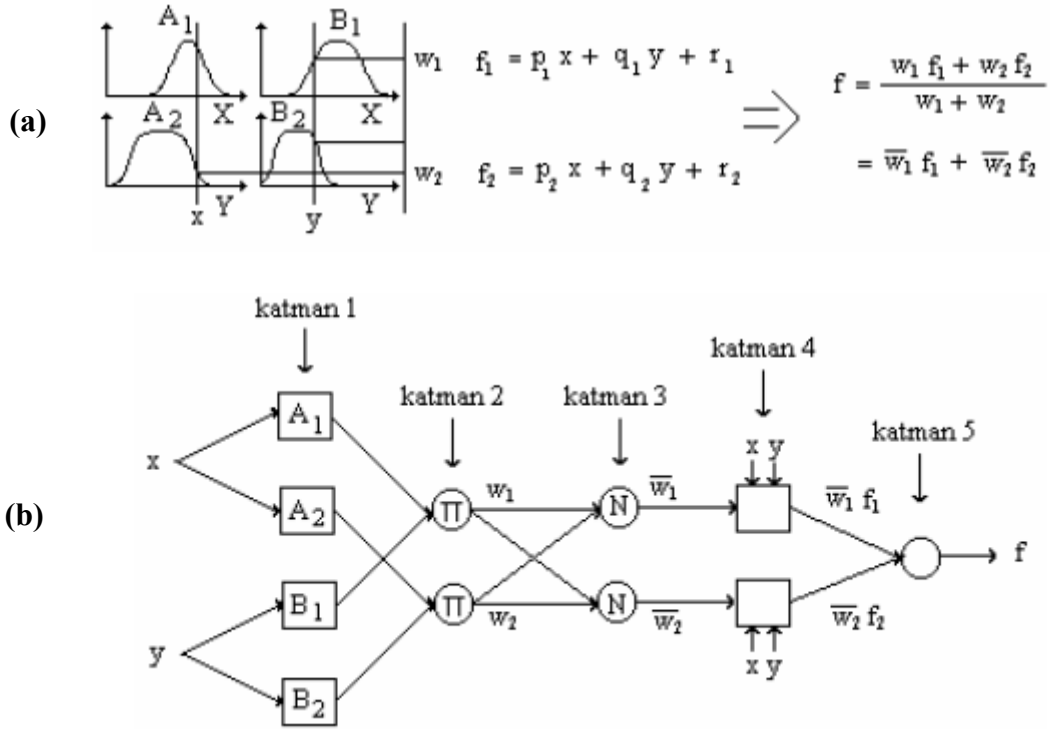 (a)
A₁
B₁
w₁ f₁ = p₁ x + q₁ y + r₁
X
X
f = (w₁ f₁ + w₂ f₂) / (w₁ + w₂)
A₂
B₂
w₂ f₂ = p₂ x + q₂ y + r₂
= w̅₁ f₁ + w̅₂ f₂
Y
Y
x
y
(b)
katman 1
katman 2
katman 3
katman 4
katman 5
x
y
A₁
A₂
B₁
B₂
Π
Π
w₁
w₂
N
N
w̅₁
w̅₂
x y
x y
w̅₁ f₁
w̅₂ f₂
f